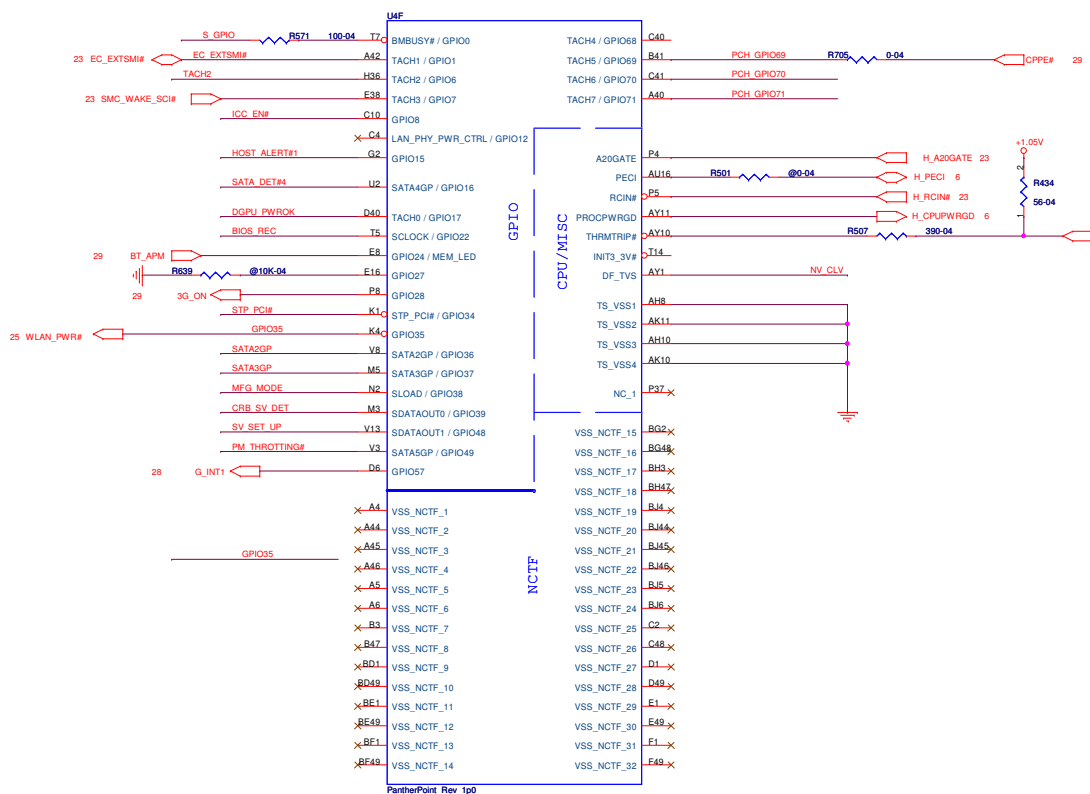 U4F
S_GPIO R571 100-04 T7 BMBUSY# / GPIO0 TACH4 / GPIO68 C40
23 EC_EXTSMI# EC_EXTSMI# A42 TACH1 / GPIO1 TACH5 / GPIO69 B41 PCH_GPIO69 R705 0-04 CPPE# 29
TACH2 H36 TACH2 / GPIO6 TACH6 / GPIO70 C41 PCH_GPIO70
23 SMC_WAKE_SCI# E38 TACH3 / GPIO7 TACH7 / GPIO71 A40 PCH_GPIO71
ICC_EN# C10 GPIO8
C4 LAN_PHY_PWR_CTRL / GPIO12
+1.05V
HOST_ALERT#1 G2 GPIO15 A20GATE P4 H_A20GATE 23
2
PECI AU16 R501 @0-04 H_PECI 6
SATA_DET#4 U2 SATA4GP / GPIO16 R434
RCIN# P5 H_RCIN# 23
56-04
DGPU_PWROK D40 TACH0 / GPIO17 PROCPWRGD AY11 H_CPUPWRGD 6
1
BIOS_REC T5 SCLOCK / GPIO22 THRMTRIP# AY10 R507 390-04
GPIO
CPU/MISC
29 BT_APM E8 GPIO24 / MEM_LED INIT3_3V# T14
R639 @10K-04 E16 GPIO27 DF_TVS AY1 NV_CLV
29 3G_ON P8 GPIO28 TS_VSS1 AH8
STP_PCI# K1 STP_PCI# / GPIO34 TS_VSS2 AK11
25 WLAN_PWR# GPIO35 K4 GPIO35 TS_VSS3 AH10
SATA2GP V8 SATA2GP / GPIO36 TS_VSS4 AK10
SATA3GP M5 SATA3GP / GPIO37
MFG_MODE N2 SLOAD / GPIO38 NC_1 P37
CRB_SV_DET M3 SDATAOUT0 / GPIO39
SV_SET_UP V13 SDATAOUT1 / GPIO48 VSS_NCTF_15 BG2
PM_THROTTING# V3 SATA5GP / GPIO49 VSS_NCTF_16 BG48
28 G_INT1 D6 GPIO57 VSS_NCTF_17 BH3
VSS_NCTF_18 BH47
A4 VSS_NCTF_1 VSS_NCTF_19 BJ4
A44 VSS_NCTF_2 VSS_NCTF_20 BJ44
A45 VSS_NCTF_3 VSS_NCTF_21 BJ45
GPIO35
A46 VSS_NCTF_4 VSS_NCTF_22 BJ46
NCTF
A5 VSS_NCTF_5 VSS_NCTF_23 BJ5
A6 VSS_NCTF_6 VSS_NCTF_24 BJ6
B3 VSS_NCTF_7 VSS_NCTF_25 C2
B47 VSS_NCTF_8 VSS_NCTF_26 C48
BD1 VSS_NCTF_9 VSS_NCTF_27 D1
BD49 VSS_NCTF_10 VSS_NCTF_28 D49
BE1 VSS_NCTF_11 VSS_NCTF_29 E1
BE49 VSS_NCTF_12 VSS_NCTF_30 E49
BF1 VSS_NCTF_13 VSS_NCTF_31 F1
BF49 VSS_NCTF_14 VSS_NCTF_32 F49
PantherPoint_Rev_1p0